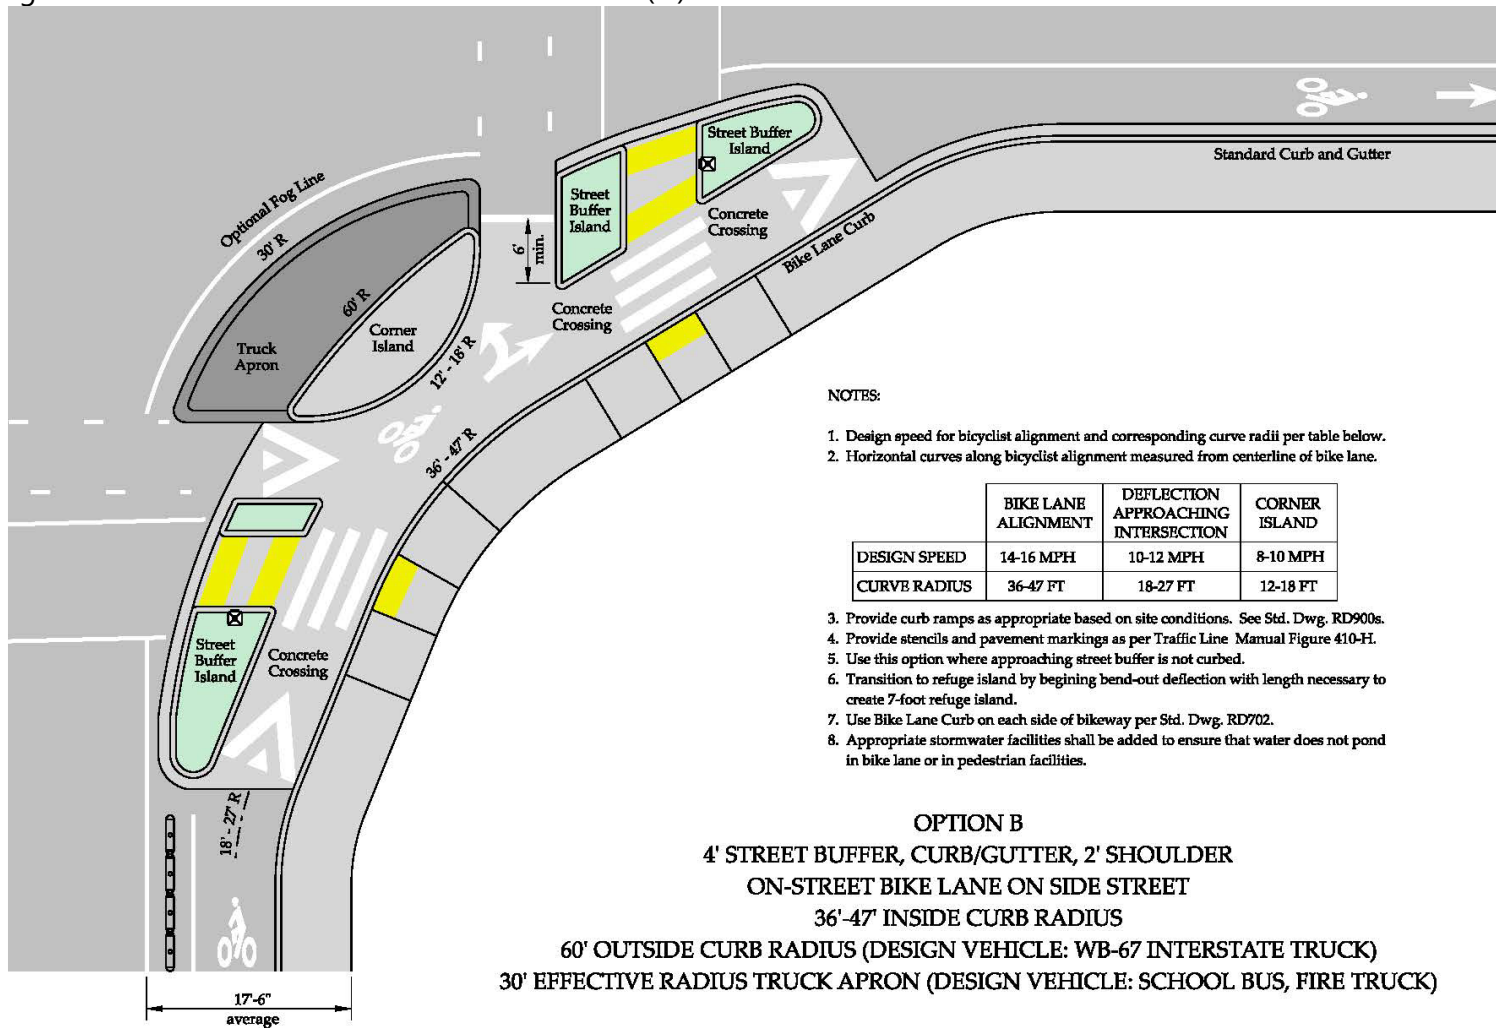 Optional Fog Line
30' R
60' R
Truck
Apron
Corner
Island
12' - 18' R
6'
min.
Street
Buffer
Island
Street Buffer
Island
Concrete
Crossing
Concrete
Crossing
Bike Lane Curb
Standard Curb and Gutter
36' - 47' R
Street
Buffer
Island
Concrete
Crossing
18' - 27' R
17'-6"
average
NOTES:
1. Design speed for bicyclist alignment and corresponding curve radii per table below.
2. Horizontal curves along bicyclist alignment measured from centerline of bike lane.
BIKE LANE
ALIGNMENT
DEFLECTION
APPROACHING
INTERSECTION
CORNER
ISLAND
DESIGN SPEED 14-16 MPH 10-12 MPH 8-10 MPH
CURVE RADIUS 36-47 FT 18-27 FT 12-18 FT
3. Provide curb ramps as appropriate based on site conditions. See Std. Dwg. RD900s.
4. Provide stencils and pavement markings as per Traffic Line Manual Figure 410-H.
5. Use this option where approaching street buffer is not curbed.
6. Transition to refuge island by begining bend-out deflection with length necessary to
create 7-foot refuge island.
7. Use Bike Lane Curb on each side of bikeway per Std. Dwg. RD702.
8. Appropriate stormwater facilities shall be added to ensure that water does not pond
in bike lane or in pedestrian facilities.
OPTION B
4' STREET BUFFER, CURB/GUTTER, 2' SHOULDER
ON-STREET BIKE LANE ON SIDE STREET
36'-47' INSIDE CURB RADIUS
60' OUTSIDE CURB RADIUS (DESIGN VEHICLE: WB-67 INTERSTATE TRUCK)
30' EFFECTIVE RADIUS TRUCK APRON (DESIGN VEHICLE: SCHOOL BUS, FIRE TRUCK)